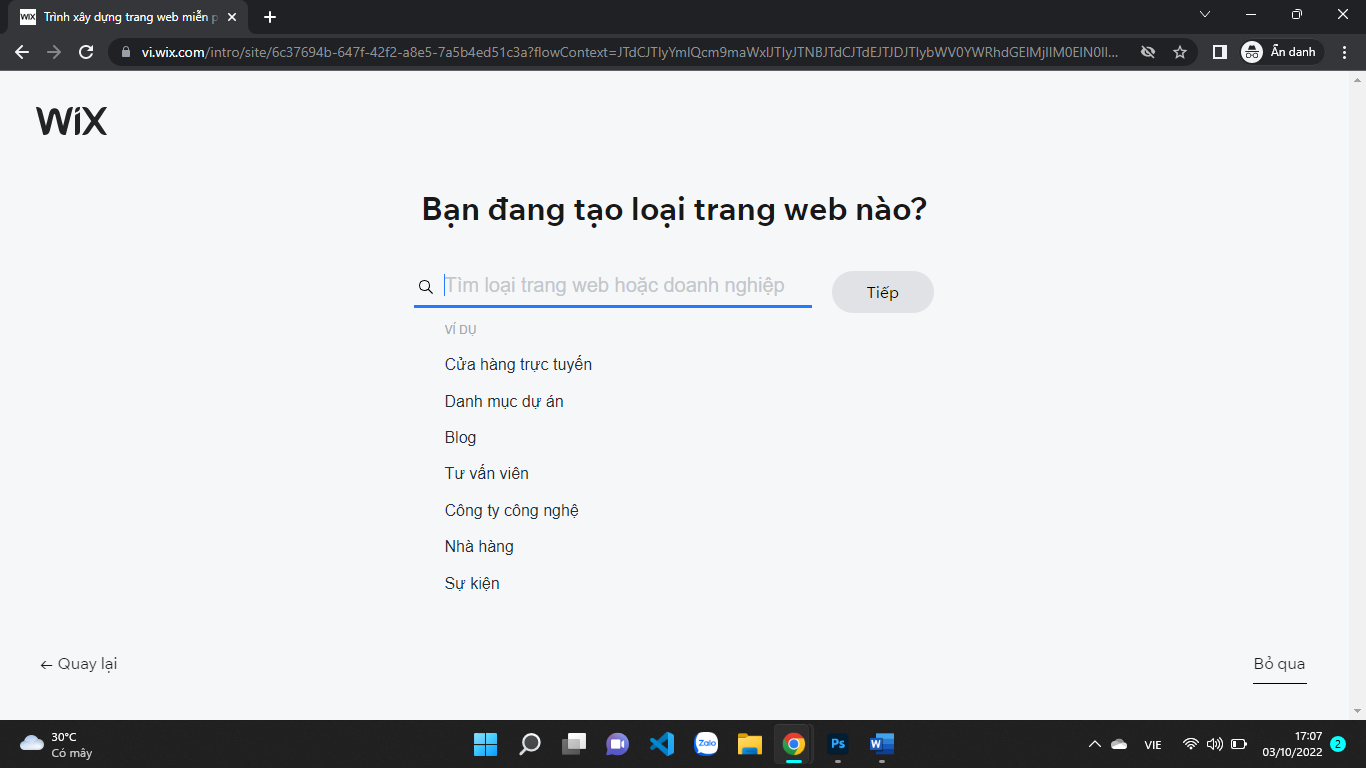 WIX Trình xây dựng trang web miễn p
vi.wix.com/intro/site/6c37694b-647f-42f2-a8e5-7a5b4ed51c3a?flowContext=
Ẩn danh
WiX
Bạn đang tạo loại trang web nào?
Tìm loại trang web hoặc doanh nghiệp
Tiếp
VÍ DỤ
Cửa hàng trực tuyến
Danh mục dự án
Blog
Tư vấn viên
Công ty công nghệ
Nhà hàng
Sự kiện
← Quay lại
Bỏ qua
30°C
Có mây
Zalo
Ps
W
VIE
17:07
03/10/2022
2